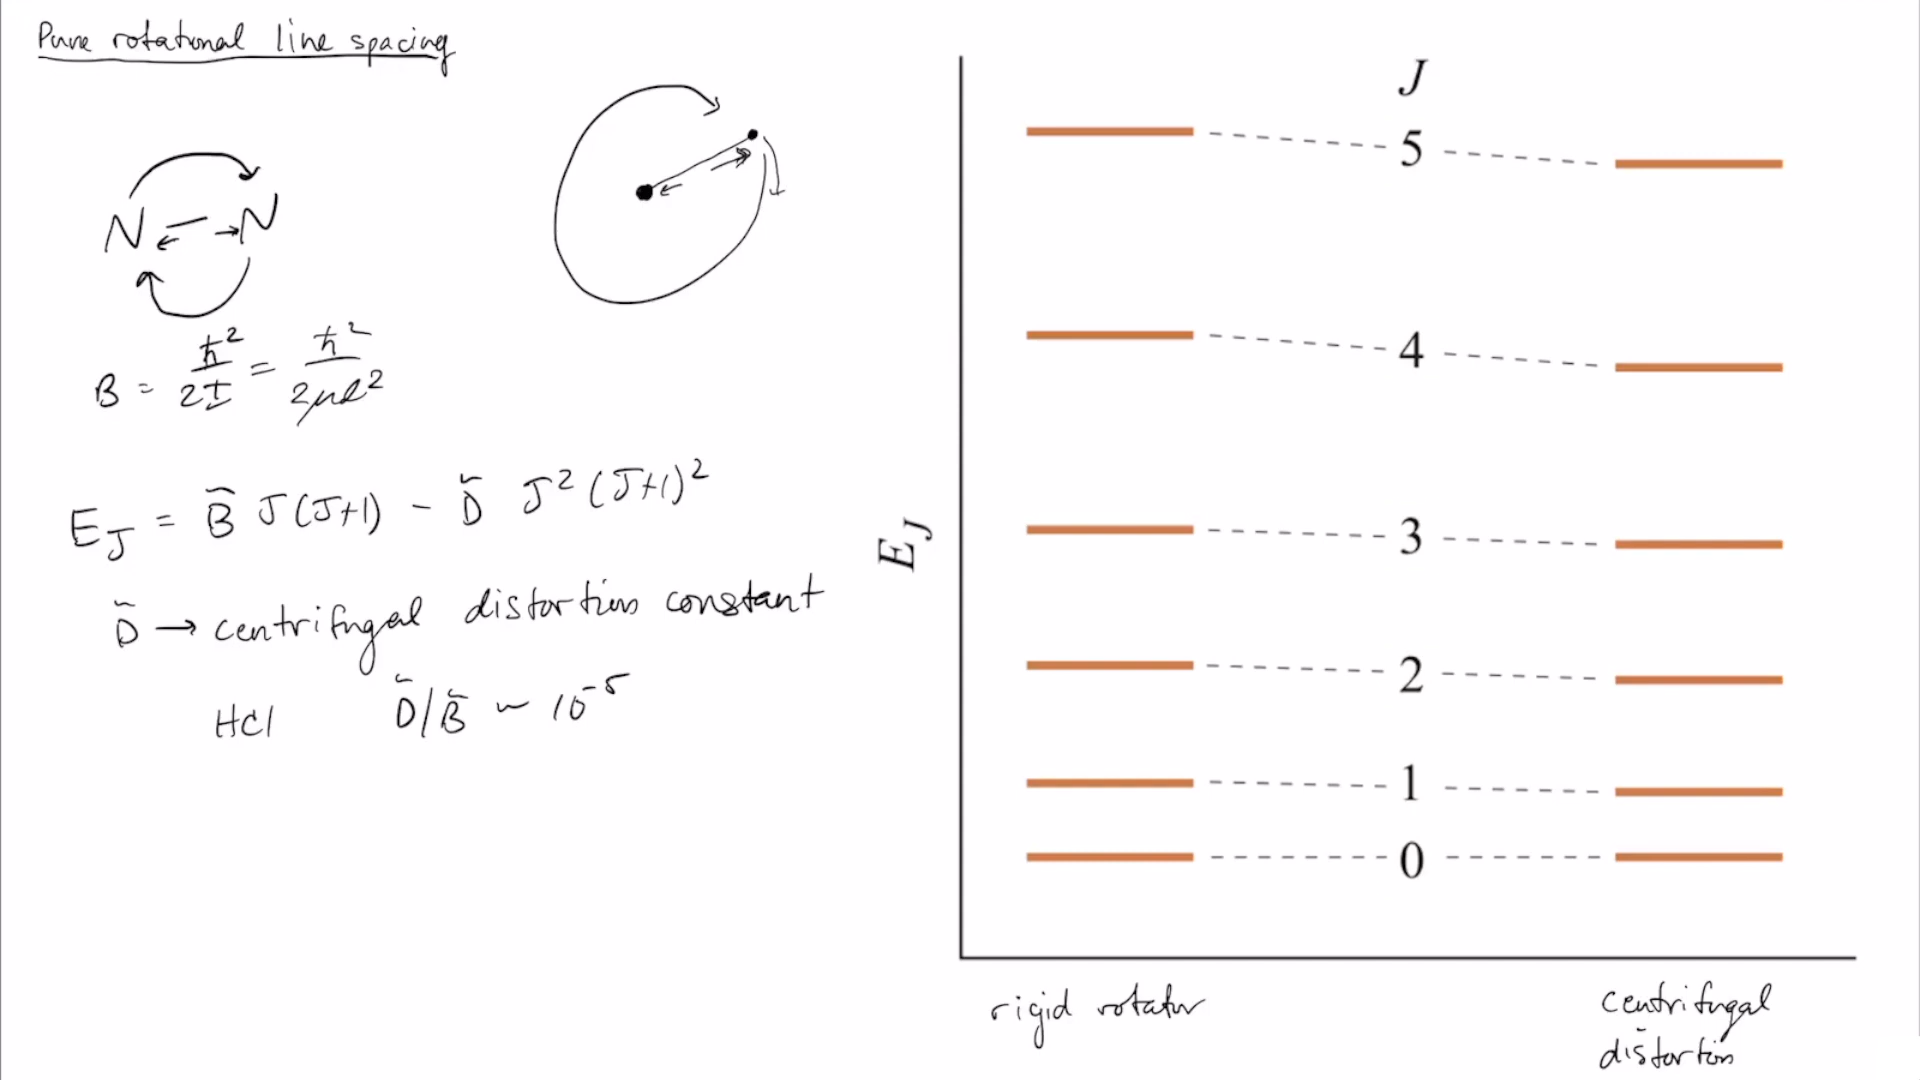 Pure rotational line spacing
N — N
B = ħ²/2I = ħ²/2μl²
E_J = B̃ J(J+1) - D̃ J²(J+1)²
D̃ → centrifugal distortion constant
HCl D̃/B̃ ~ 10⁻⁵
J
5
4
3
2
1
0
E_J
rigid rotator
centrifugal
distortion